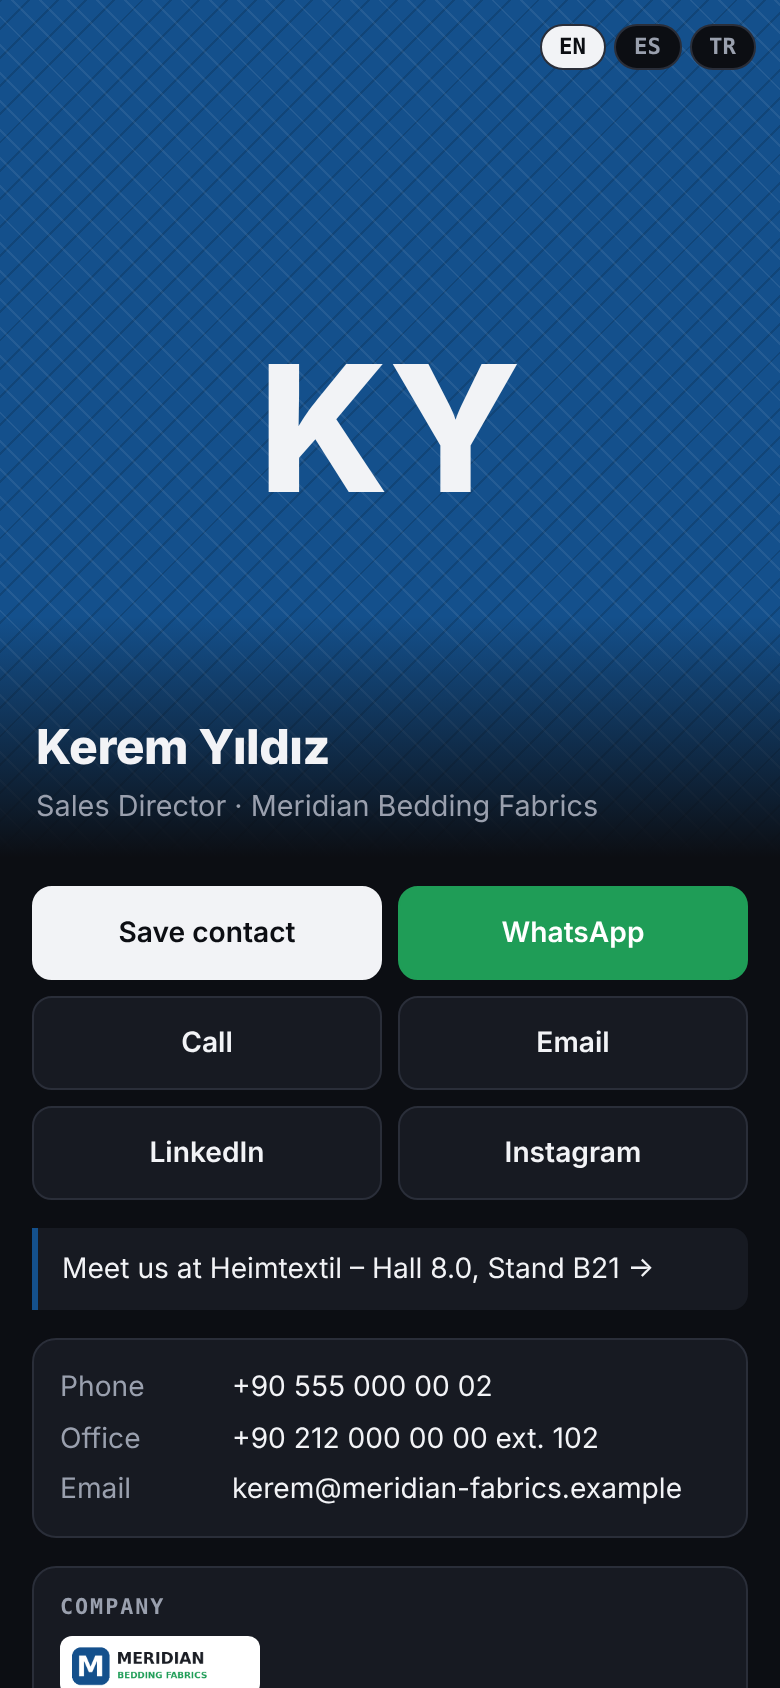 EN ES TR
KY
Kerem Yıldız
Sales Director · Meridian Bedding Fabrics
Save contact WhatsApp
Call Email
LinkedIn Instagram
Meet us at Heimtextil – Hall 8.0, Stand B21 →
Phone +90 555 000 00 02
Office +90 212 000 00 00 ext. 102
Email kerem@meridian-fabrics.example
COMPANY
M MERIDIAN
BEDDING FABRICS